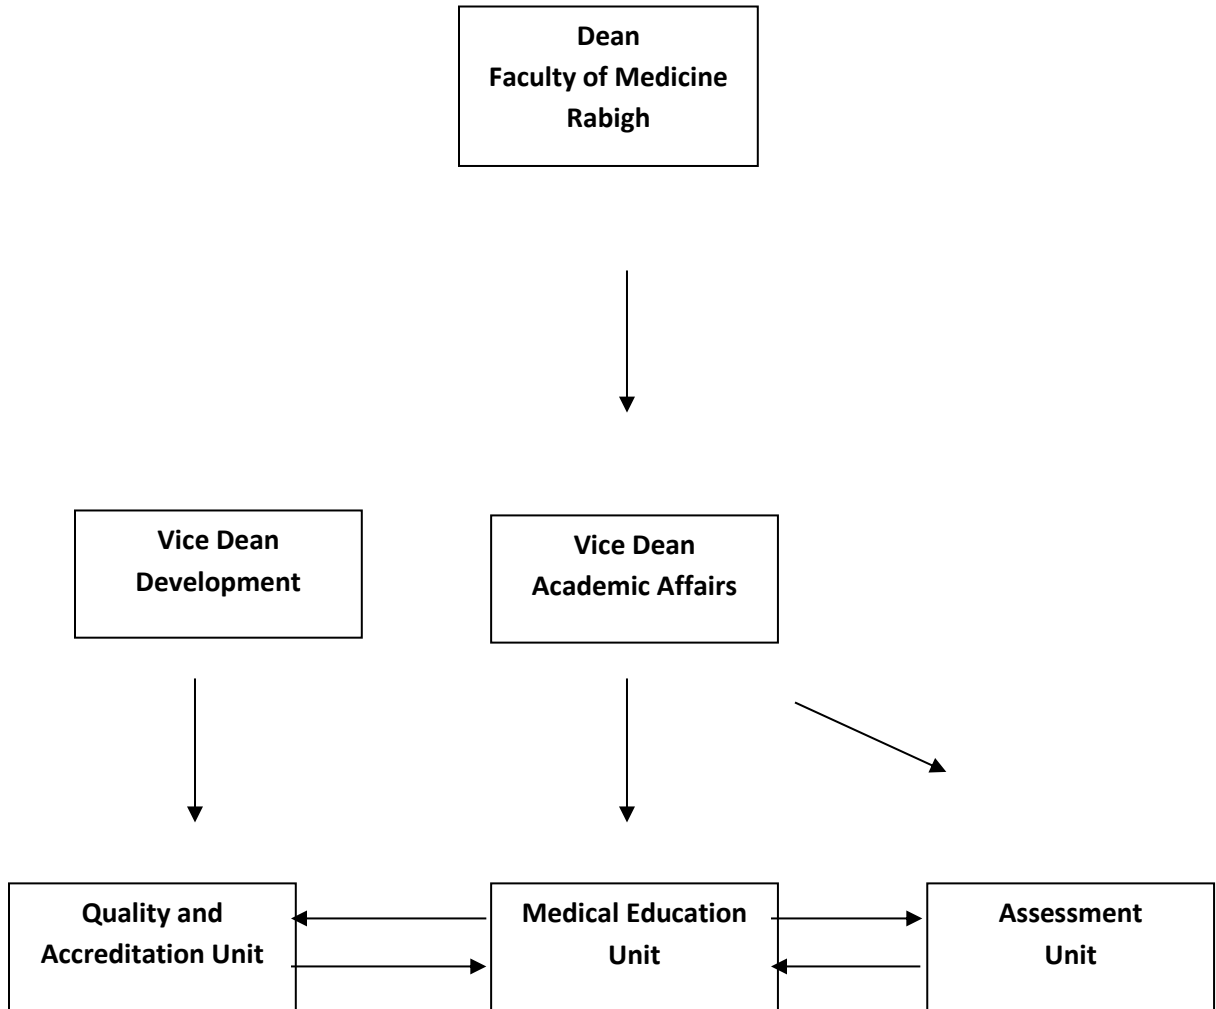 Dean
Faculty of Medicine
Rabigh
Vice Dean
Development
Vice Dean
Academic Affairs
Quality and
Accreditation Unit
Medical Education
Unit
Assessment
Unit